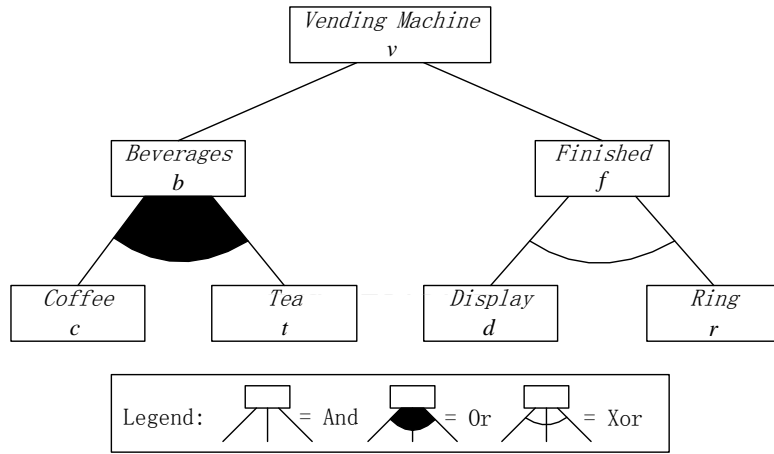 Vending Machine
v
Beverages
b
Finished
f
Coffee
c
Tea
t
Display
d
Ring
r
Legend: = And = Or = Xor